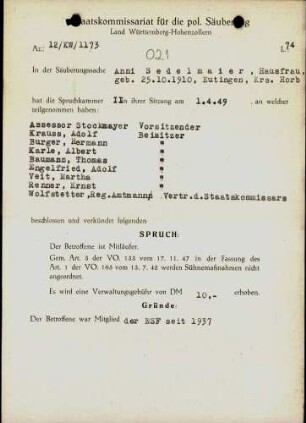 Staatskommissariat für die pol. Säuberung
Land Württemberg-Hohenzollern
Az.: 12/KW/1173
L 74
021
In der Säuberungssache Anni Sedelmaier, Hausfrau,
geb. 25.10.1910, Eutingen, Krs. Horb
hat die Spruchkammer II in ihrer Sitzung am 1.4.49 , an welcher
teilgenommen haben:
Assessor Stockmayer Vorsitzender
Krauss, Adolf Beisitzer
Burger, Hermann "
Karle, Albert "
Baumann, Thomas "
Engelfried, Adolf "
Veit, Martha "
Renner, Ernst "
Wolfstetter, Reg.Amtmann Vertr.d.Staatskommissars
beschlossen und verkündet folgenden
SPRUCH:
Der Betroffene ist Mitläufer.
Gem. Art. 3 der VO. 133 vom 17. 11. 47 in der Fassung des
Art. 1 der VO. 165 vom 13. 7. 48 werden Sühnemaßnahmen nicht
angeordnet.
Es wird eine Verwaltungsgebühr von DM 10,- erhoben.
Gründe:
Der Betroffene war Mitglied der NSF seit 1937